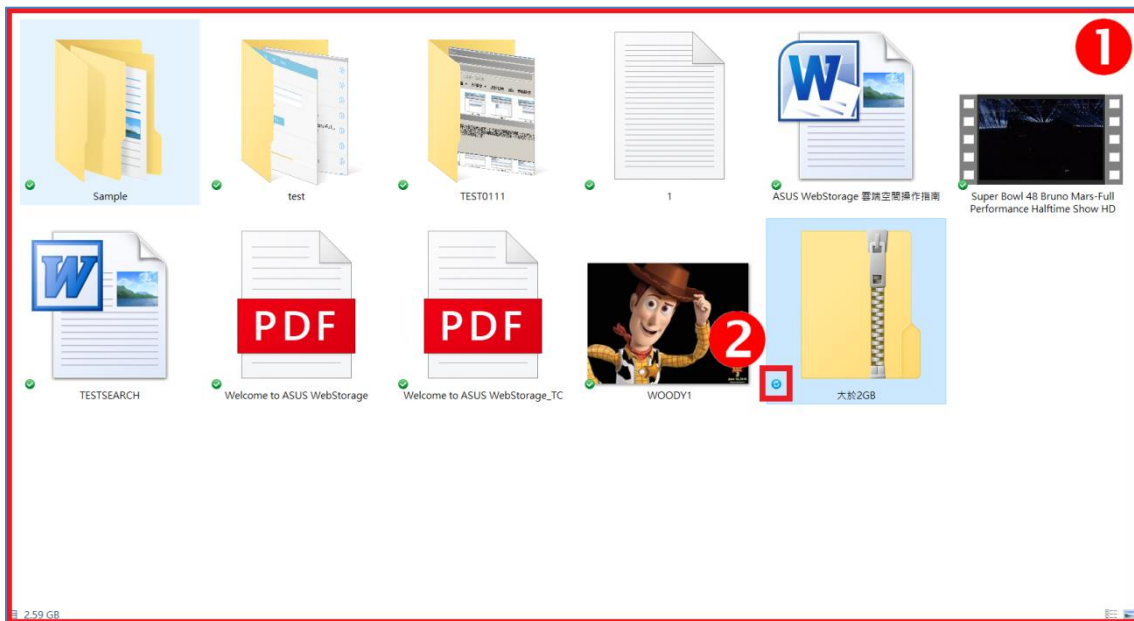 1
W
Sample
test
TEST0111
1
ASUS WebStorage 雲端空間操作指南
Super Bowl 48 Bruno Mars-Full
Performance Halftime Show HD
W
PDF
PDF
2
TESTSEARCH
Welcome to ASUS WebStorage
Welcome to ASUS WebStorage_TC
WOODY1
大於2GB
2.59 GB